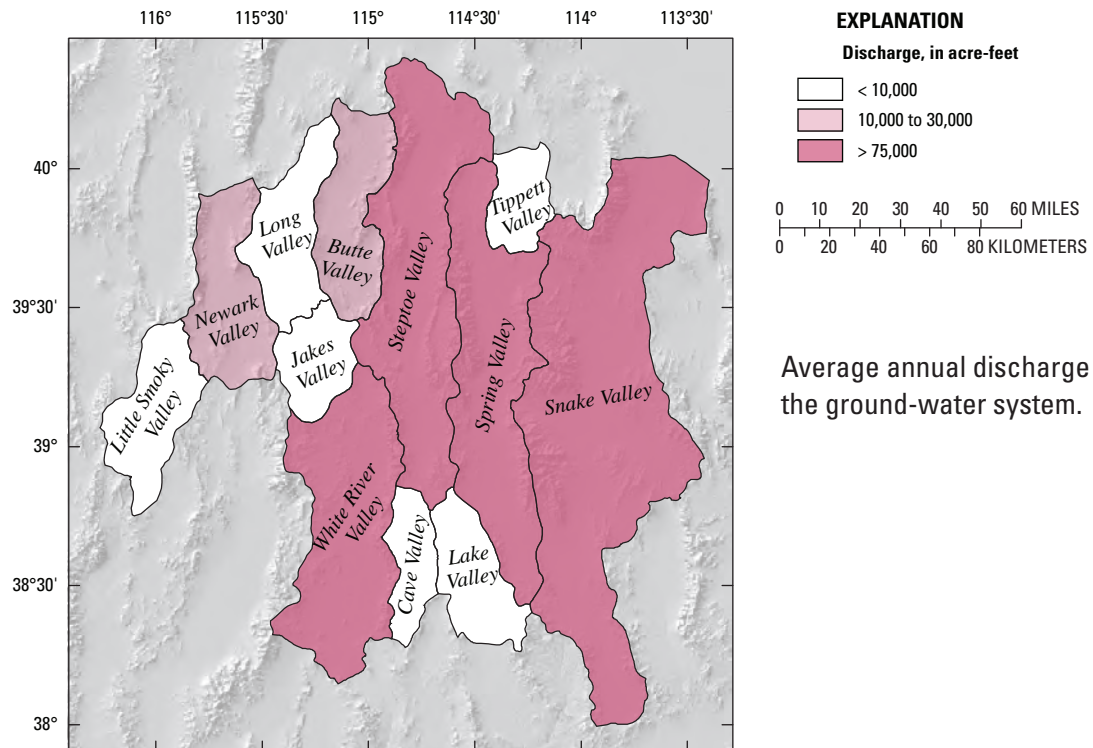 116° 115°30' 115° 114°30' 114° 113°30'
40°
39°30'
39°
38°30'
38°
Long
Valley
Butte
Valley
Steptoe Valley
Tippett
Valley
Newark
Valley
Jakes
Valley
Little Smoky
Valley
Spring Valley
Snake Valley
White River
Valley
Cave Valley
Lake
Valley
EXPLANATION
Discharge, in acre-feet
< 10,000
10,000 to 30,000
> 75,000
0 10 20 30 40 50 60 MILES
0 20 40 60 80 KILOMETERS
Average annual discharge
the ground-water system.